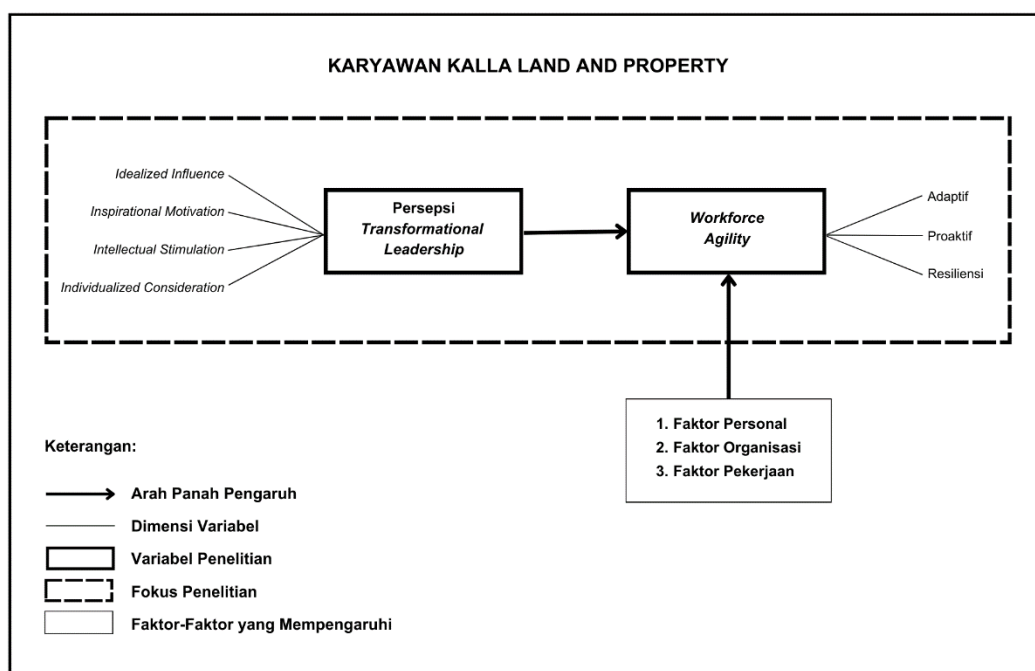 KARYAWAN KALLA LAND AND PROPERTY
Idealized Influence
Inspirational Motivation
Intellectual Stimulation
Individualized Consideration
Persepsi
Transformational
Leadership
Workforce
Agility
Adaptif
Proaktif
Resiliensi
1. Faktor Personal
2. Faktor Organisasi
3. Faktor Pekerjaan
Keterangan:
Arah Panah Pengaruh
Dimensi Variabel
Variabel Penelitian
Fokus Penelitian
Faktor-Faktor yang Mempengaruhi